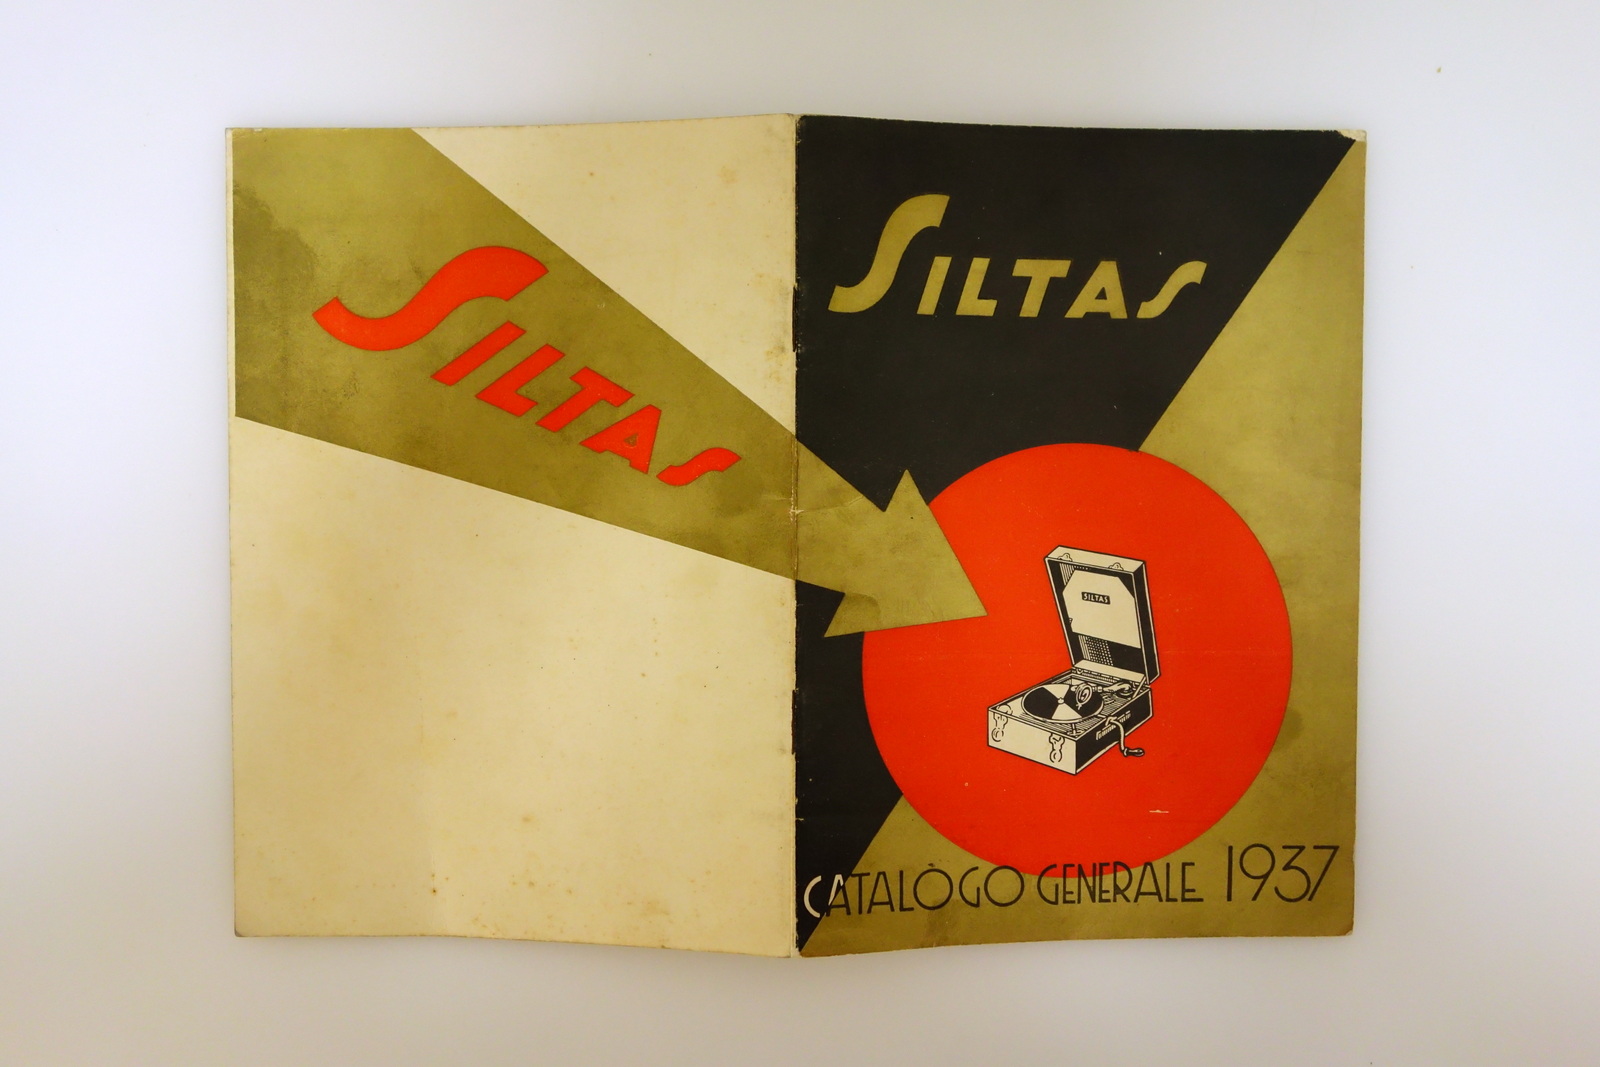 SILTAS
SILTAS
SILTAS
CATALÒGO GENERALE 1937